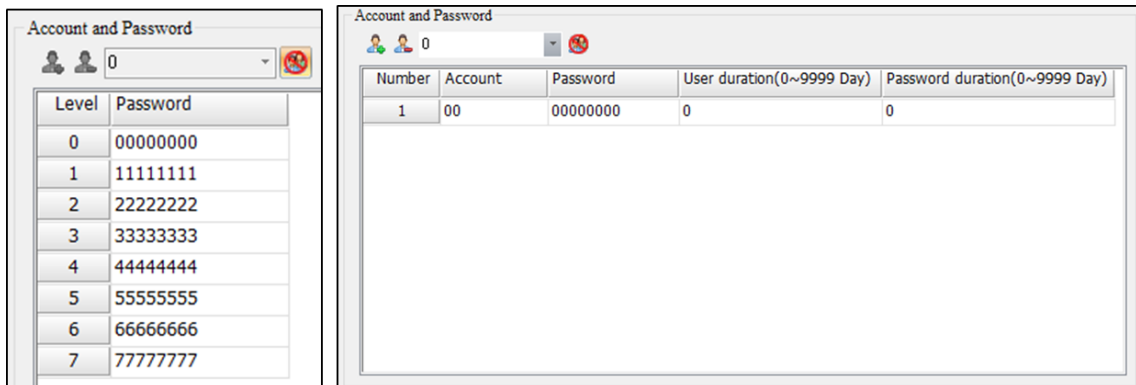 Account and Password
0
Level Password
0 00000000
1 11111111
2 22222222
3 33333333
4 44444444
5 55555555
6 66666666
7 77777777
Account and Password
0
Number Account Password User duration(0~9999 Day) Password duration(0~9999 Day)
1 00 00000000 0 0